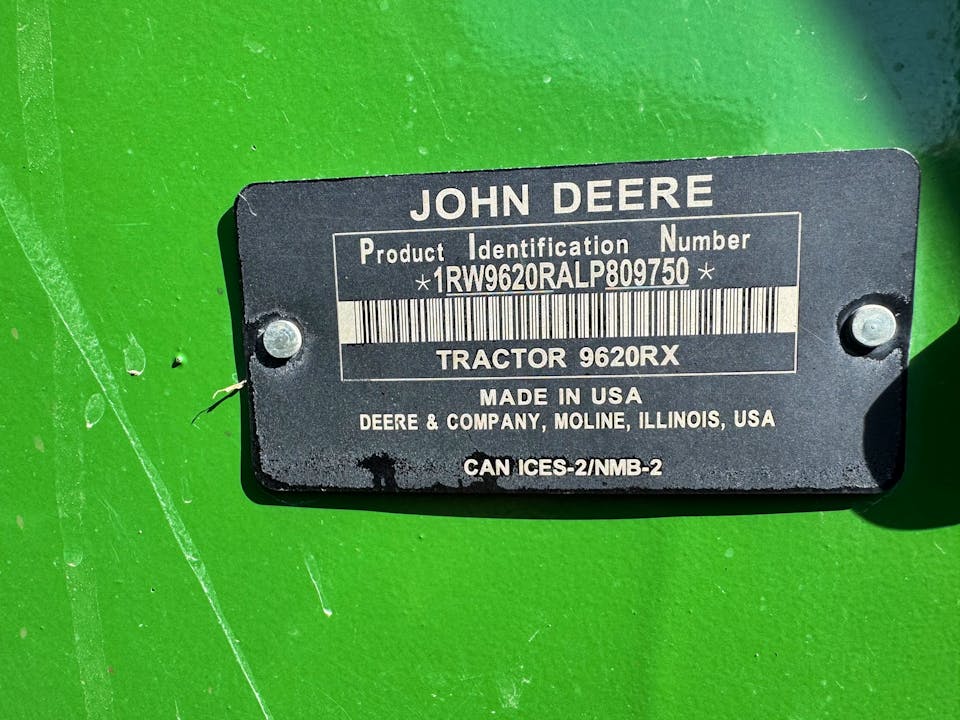 JOHN DEERE
Product Identification Number
*1RW9620RALP809750*
TRACTOR 9620RX
MADE IN USA
DEERE & COMPANY, MOLINE, ILLINOIS, USA
CAN ICES-2/NMB-2